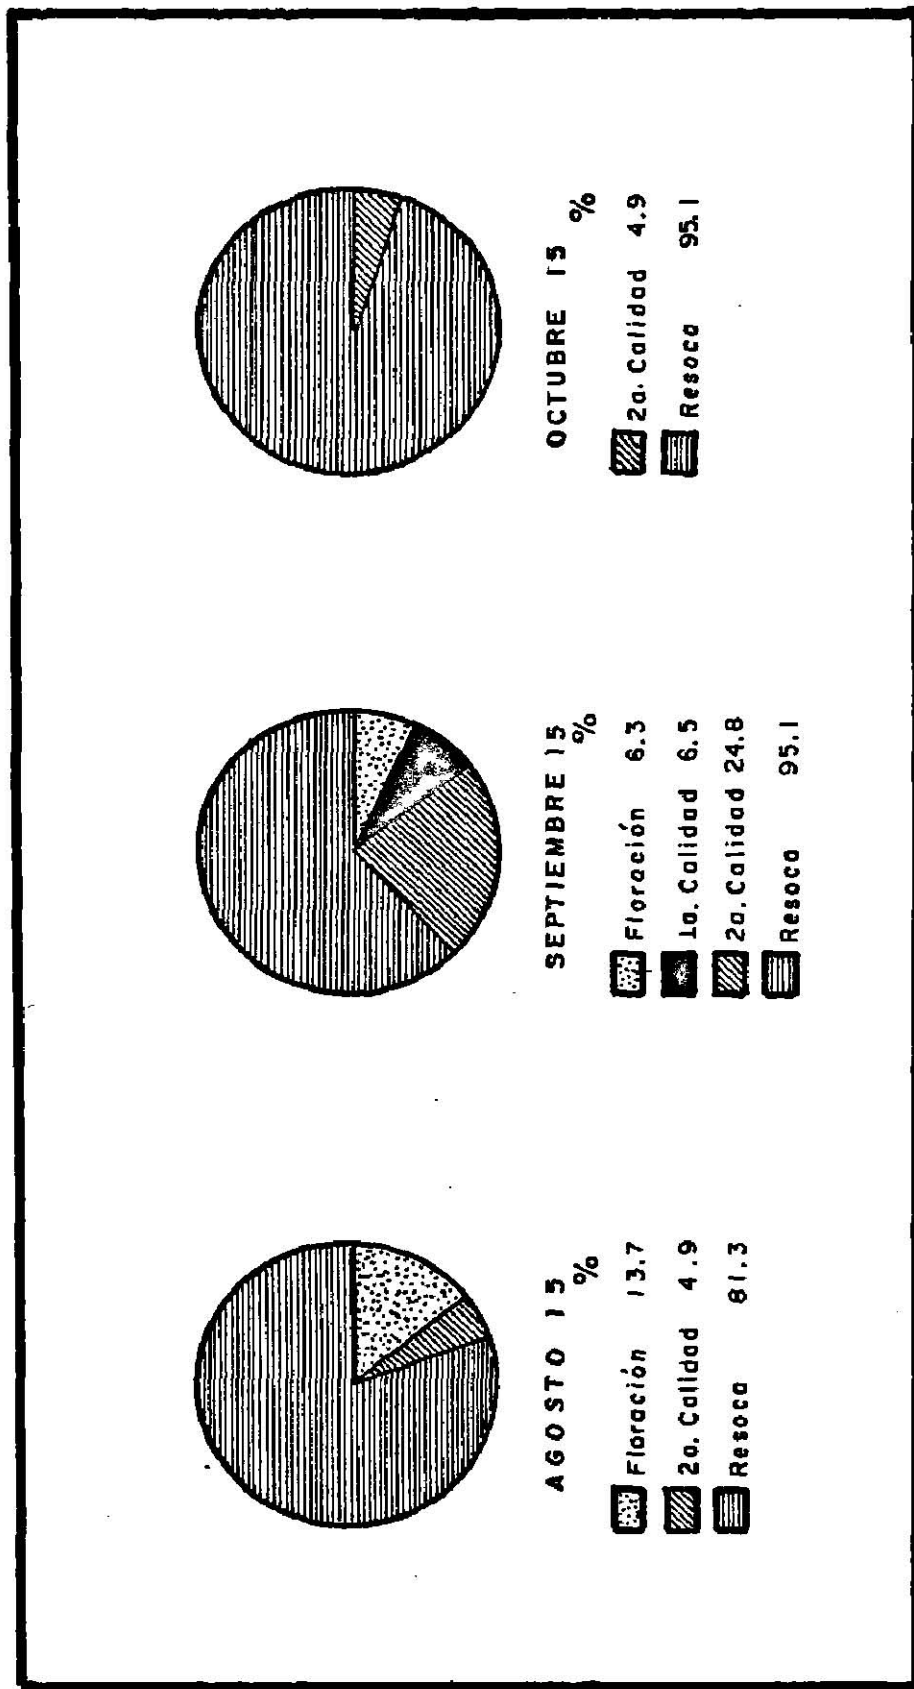 AGOSTO 15
%
Floración 13.7
2a. Calidad 4.9
Resoca 81.3
SEPTIEMBRE 15
%
Floración 6.3
1a. Calidad 6.5
2a. Calidad 24.8
Resoca 95.1
OCTUBRE 15
%
2a. Calidad 4.9
Resoca 95.1